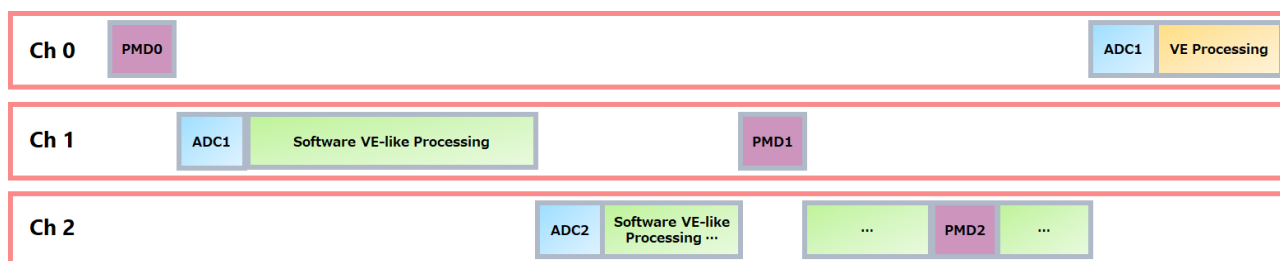 Ch 0
PMD0
ADC1
VE Processing
Ch 1
ADC1
Software VE-like Processing
PMD1
Ch 2
ADC2
Software VE-like
Processing ...
...
PMD2
...